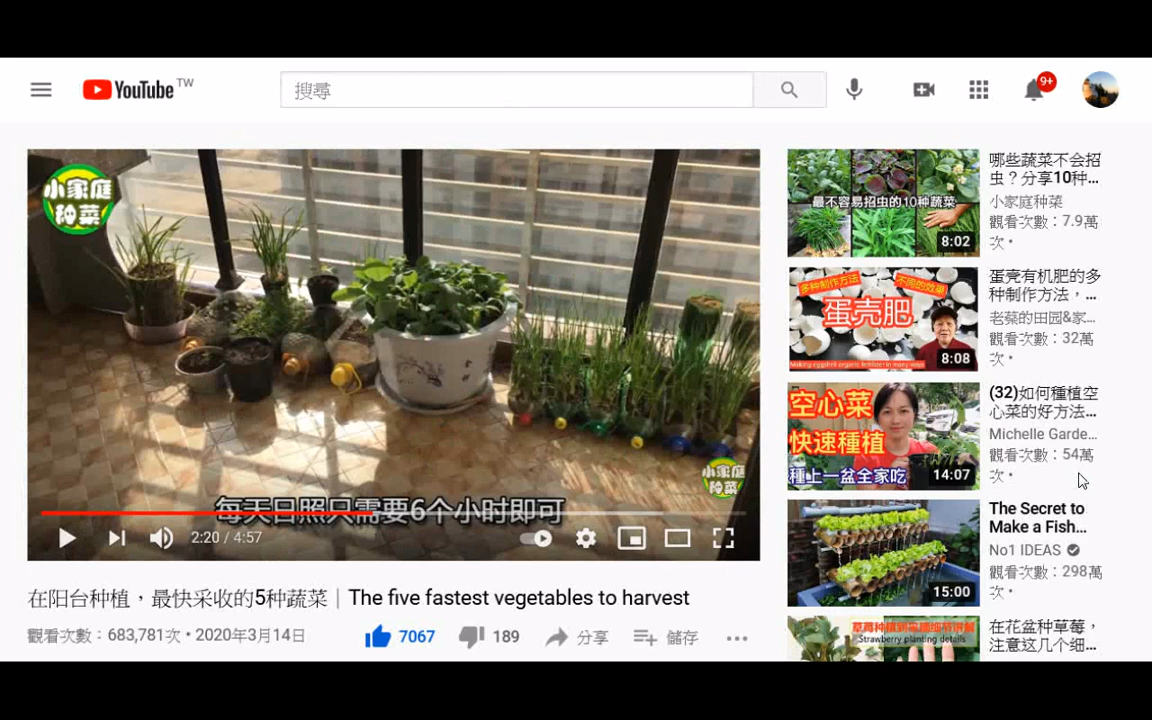 YouTube TW
搜尋
9+
小家庭
种菜
小家庭
种菜
每天日照只需要6个小时即可
2:20 / 4:57
在阳台种植，最快采收的5种蔬菜｜The five fastest vegetables to harvest
觀看次數：683,781次 • 2020年3月14日
7067
189
分享
儲存
最不容易招虫的10种蔬菜
8:02
哪些蔬菜不会招
虫？分享10种...
小家庭种菜
觀看次數：7.9萬
次 •
多种制作方法
不同的效果
蛋壳肥
Making eggshell organic fertilizer in many ways
8:08
蛋壳有机肥的多
种制作方法，...
老蔡的田园&家...
觀看次數：32萬
次 •
空心菜
快速種植
種上一盆全家吃
14:07
(32)如何種植空
心菜的好方法...
Michelle Garde...
觀看次數：54萬
次 •
15:00
The Secret to
Make a Fish...
No1 IDEAS
觀看次數：298萬
次 •
Strawberry planting details
在花盆种草莓，
注意这几个细...